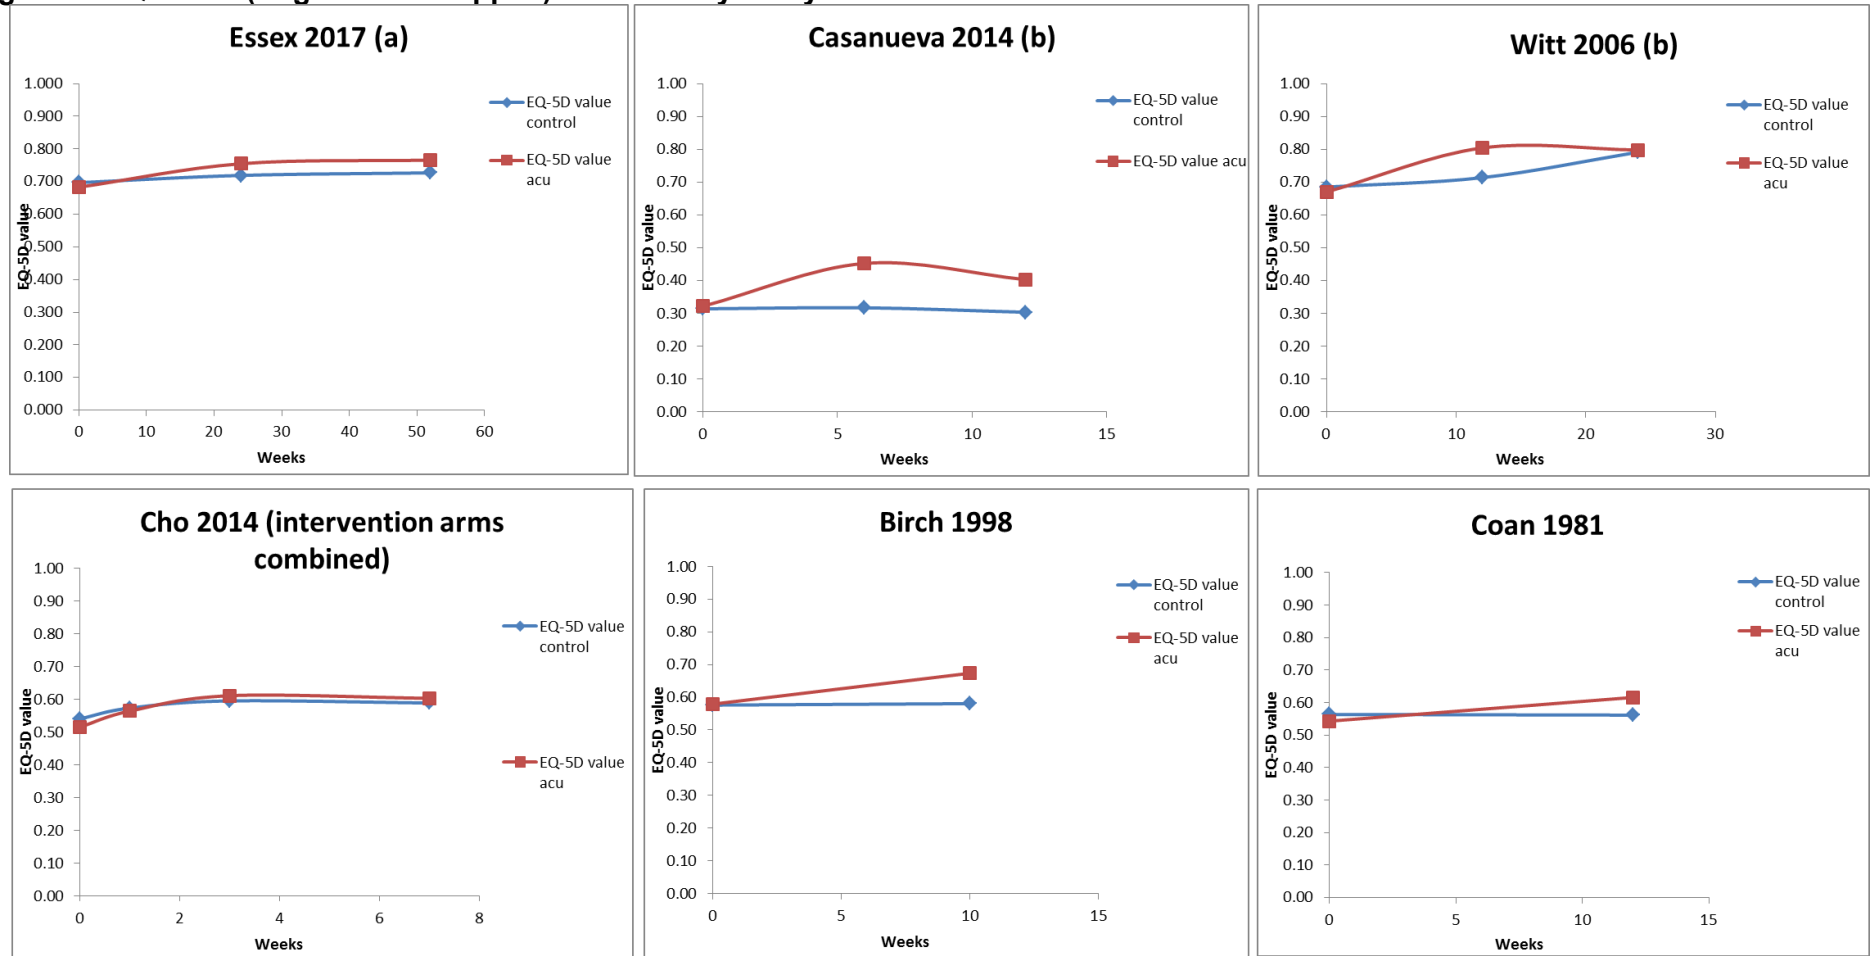 Essex 2017 (a)
1.000
0.900
0.800
0.700
0.600
0.500
0.400
0.300
0.200
0.100
0.000
0 10 20 30 40 50 60
EQ-5D value
Weeks
EQ-5D value
control
EQ-5D value
acu
Casanueva 2014 (b)
1.00
0.90
0.80
0.70
0.60
0.50
0.40
0.30
0.20
0.10
0.00
0 5 10 15
EQ-5D value
Weeks
EQ-5D value
control
EQ-5D value acu
Witt 2006 (b)
1.00
0.90
0.80
0.70
0.60
0.50
0.40
0.30
0.20
0.10
0.00
0 10 20 30
EQ-5D value
Weeks
EQ-5D value
control
EQ-5D value
acu
Cho 2014 (intervention arms
combined)
1.00
0.90
0.80
0.70
0.60
0.50
0.40
0.30
0.20
0.10
0.00
0 2 4 6 8
EQ-5D value
Weeks
EQ-5D value
control
EQ-5D value
acu
Birch 1998
1.00
0.90
0.80
0.70
0.60
0.50
0.40
0.30
0.20
0.10
0.00
0 5 10 15
EQ-5D value
Weeks
EQ-5D value
control
EQ-5D value
acu
Coan 1981
1.00
0.90
0.80
0.70
0.60
0.50
0.40
0.30
0.20
0.10
0.00
0 5 10 15
EQ-5D value
Weeks
EQ-5D value
control
EQ-5D value
acu